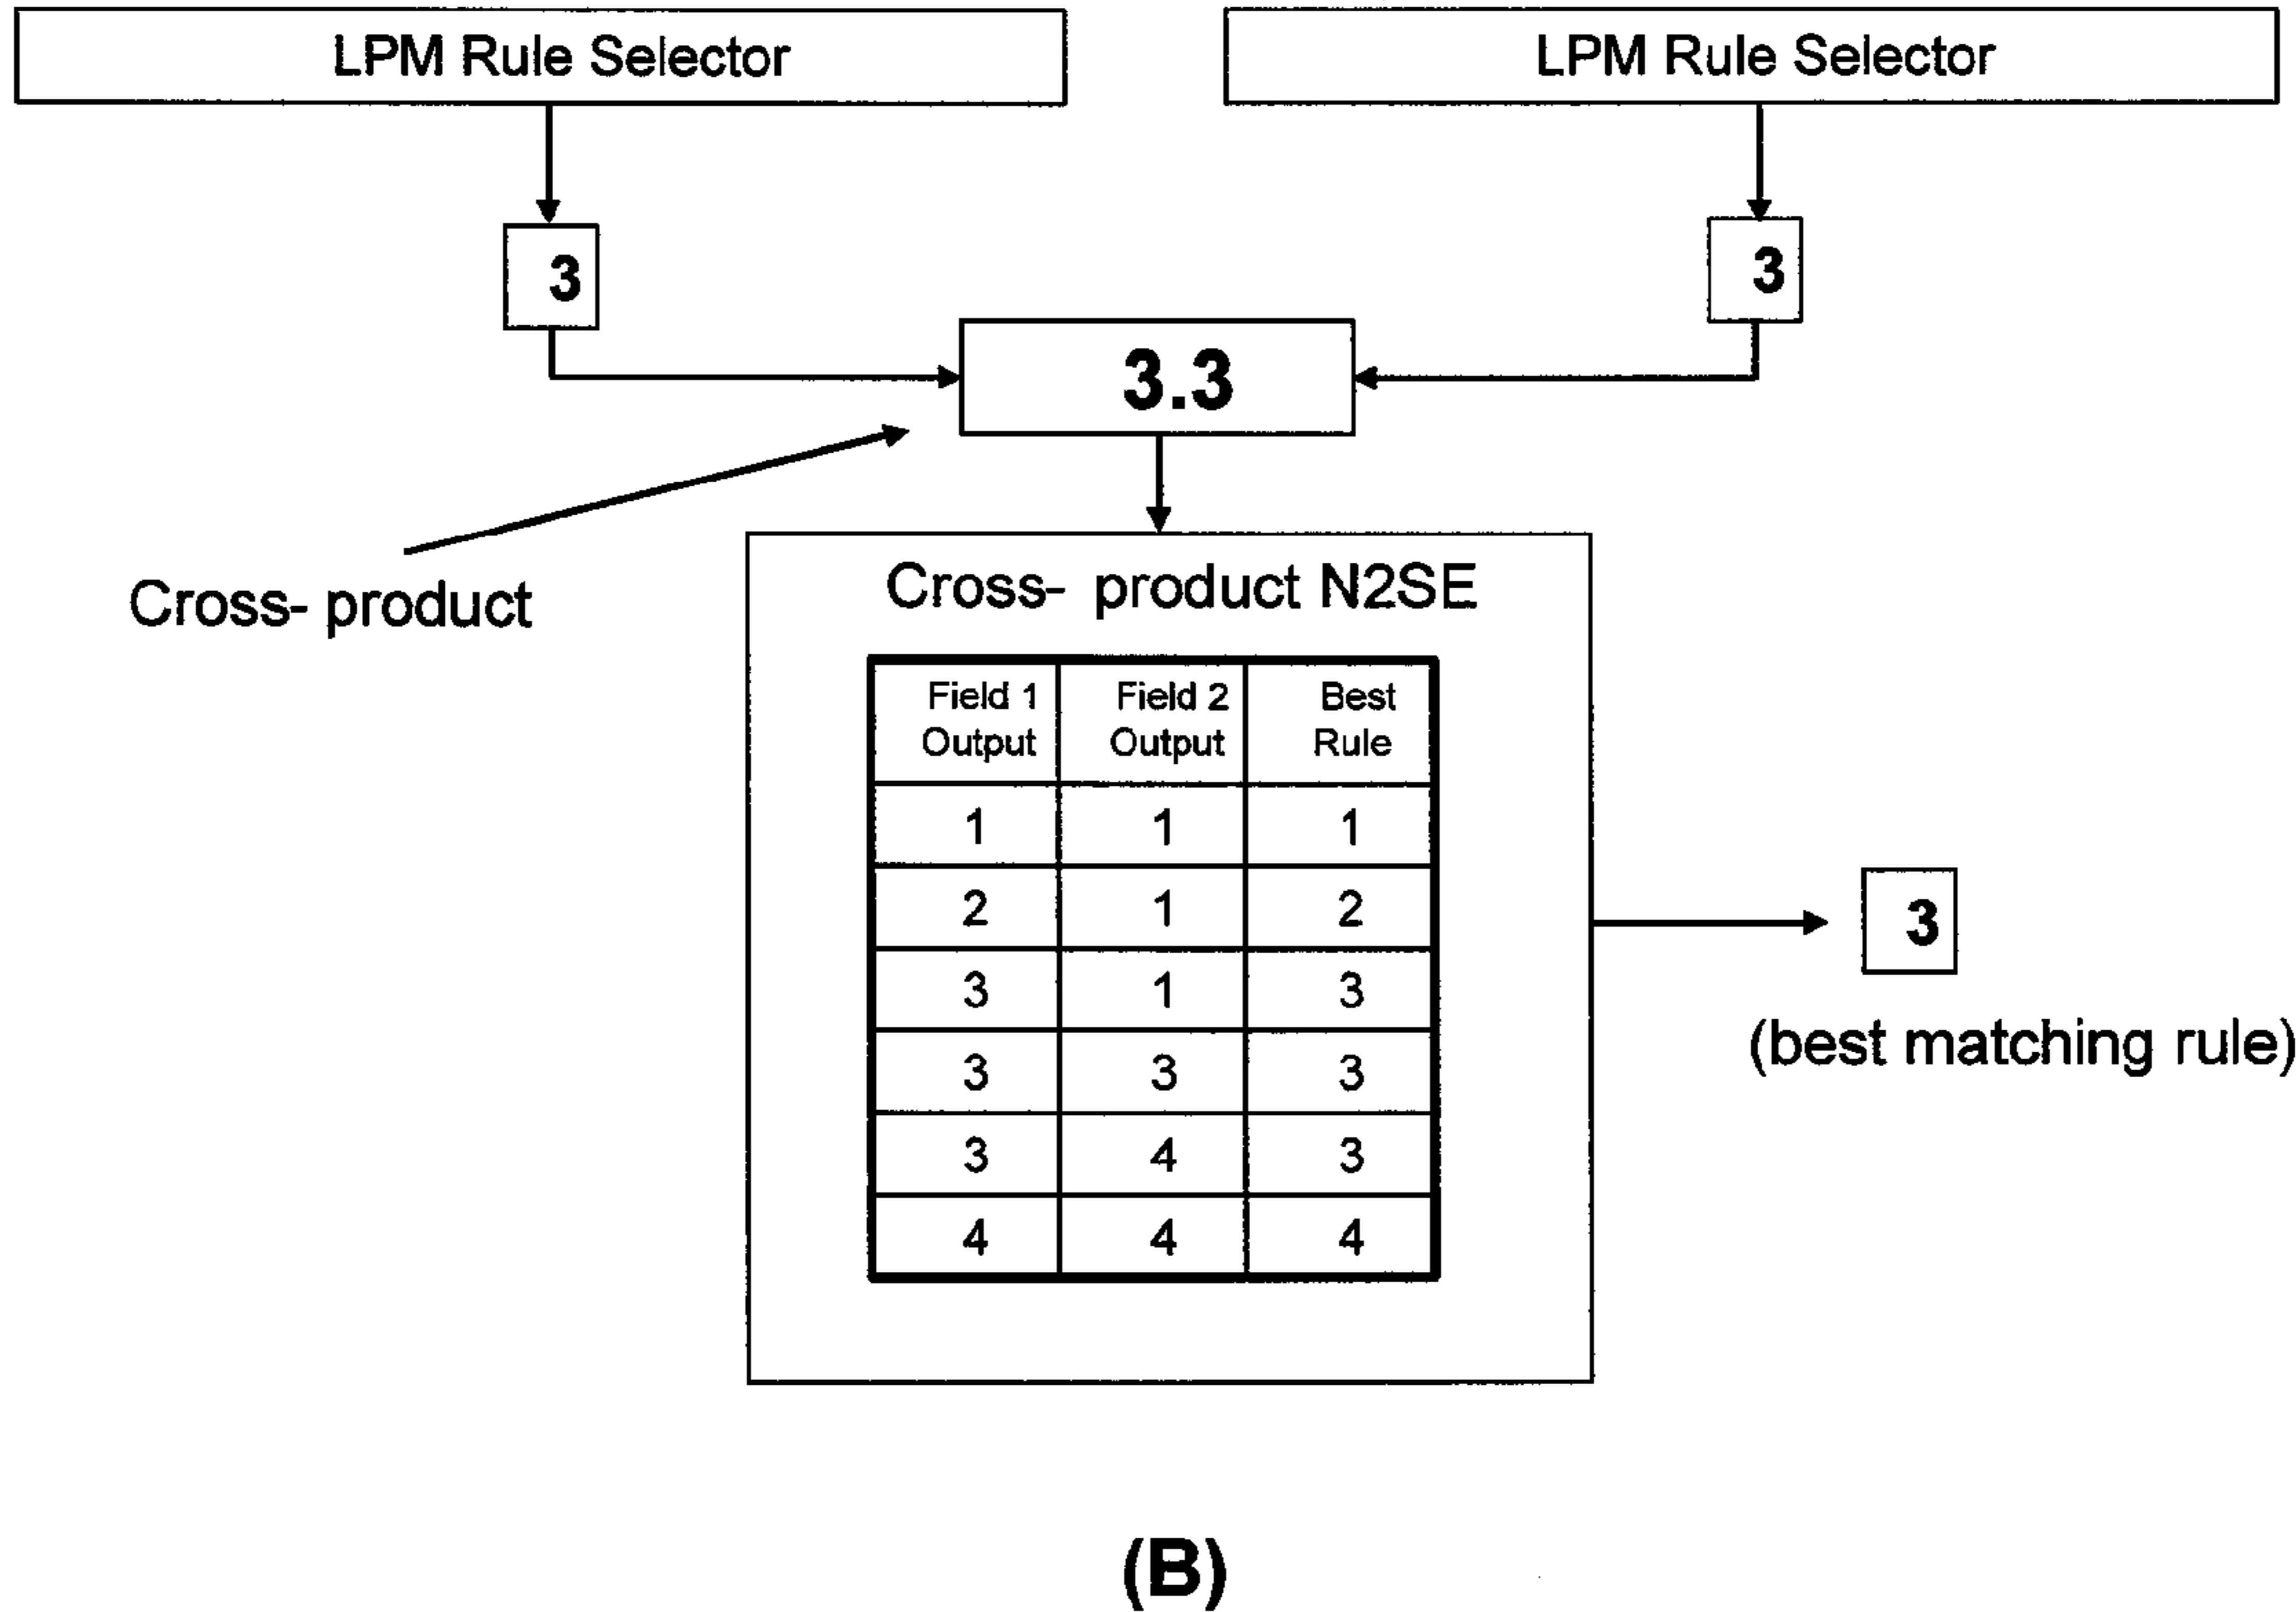 LPM Rule Selector
LPM Rule Selector
3
3
3.3
Cross- product
Cross- product N2SE
Field 1 Output Field 2 Output Best Rule
1 1 1
2 1 2
3 1 3
3 3 3
3 4 3
4 4 4
3
(best matching rule)
(B)